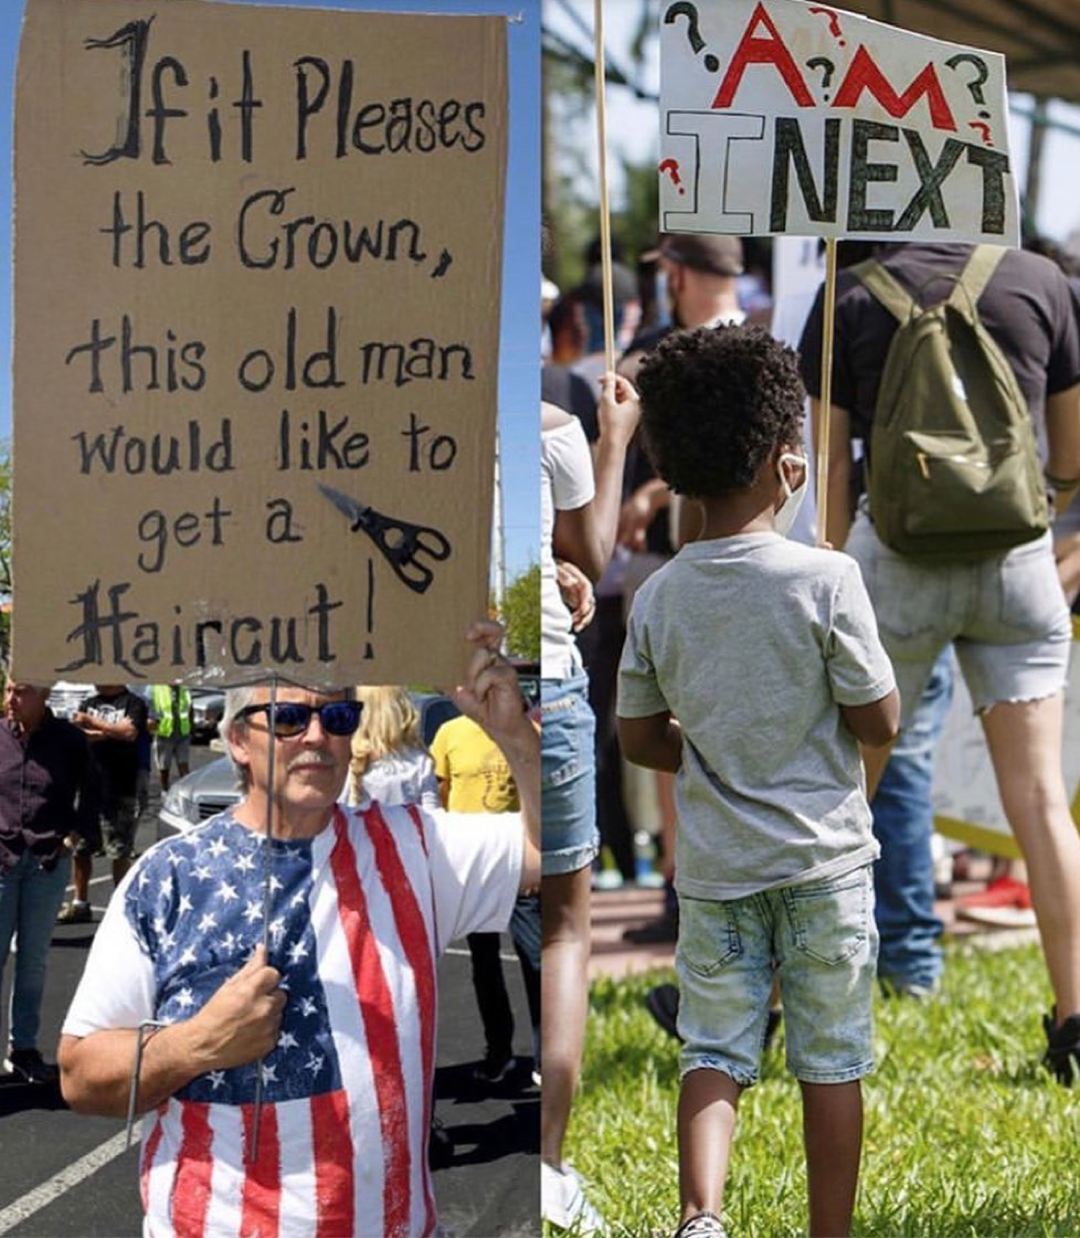 If it Pleases
the Crown,
this old man
would like to
get a
Haircut!
? AM ? ? ?
? I NEXT ?